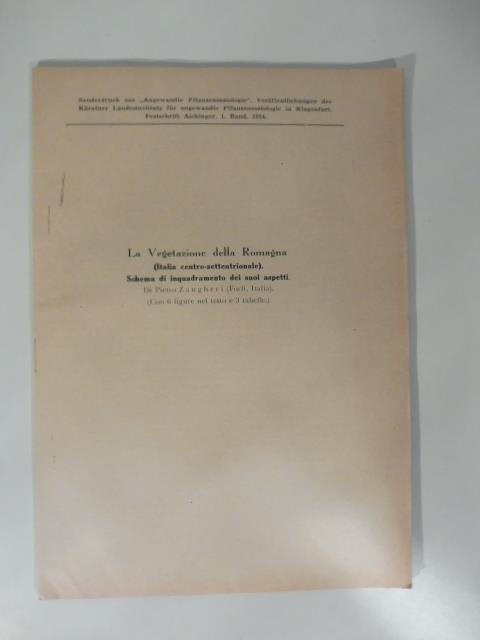 Sonderdruck aus „Angewandte Pflanzensoziologie", Veröffentlichungen des
Kärntner Landesinstituts für angewandte Pflanzensoziologie in Klagenfurt,
Festschrift Aichinger, 1. Band, 1954.
La Vegetazione della Romagna
(Italia centro-settentrionale).
Schema di inquadramento dei suoi aspetti.
Di Pietro Zangheri (Forlì, Italia).
(Con 6 figure nel testo e 3 tabelle.)